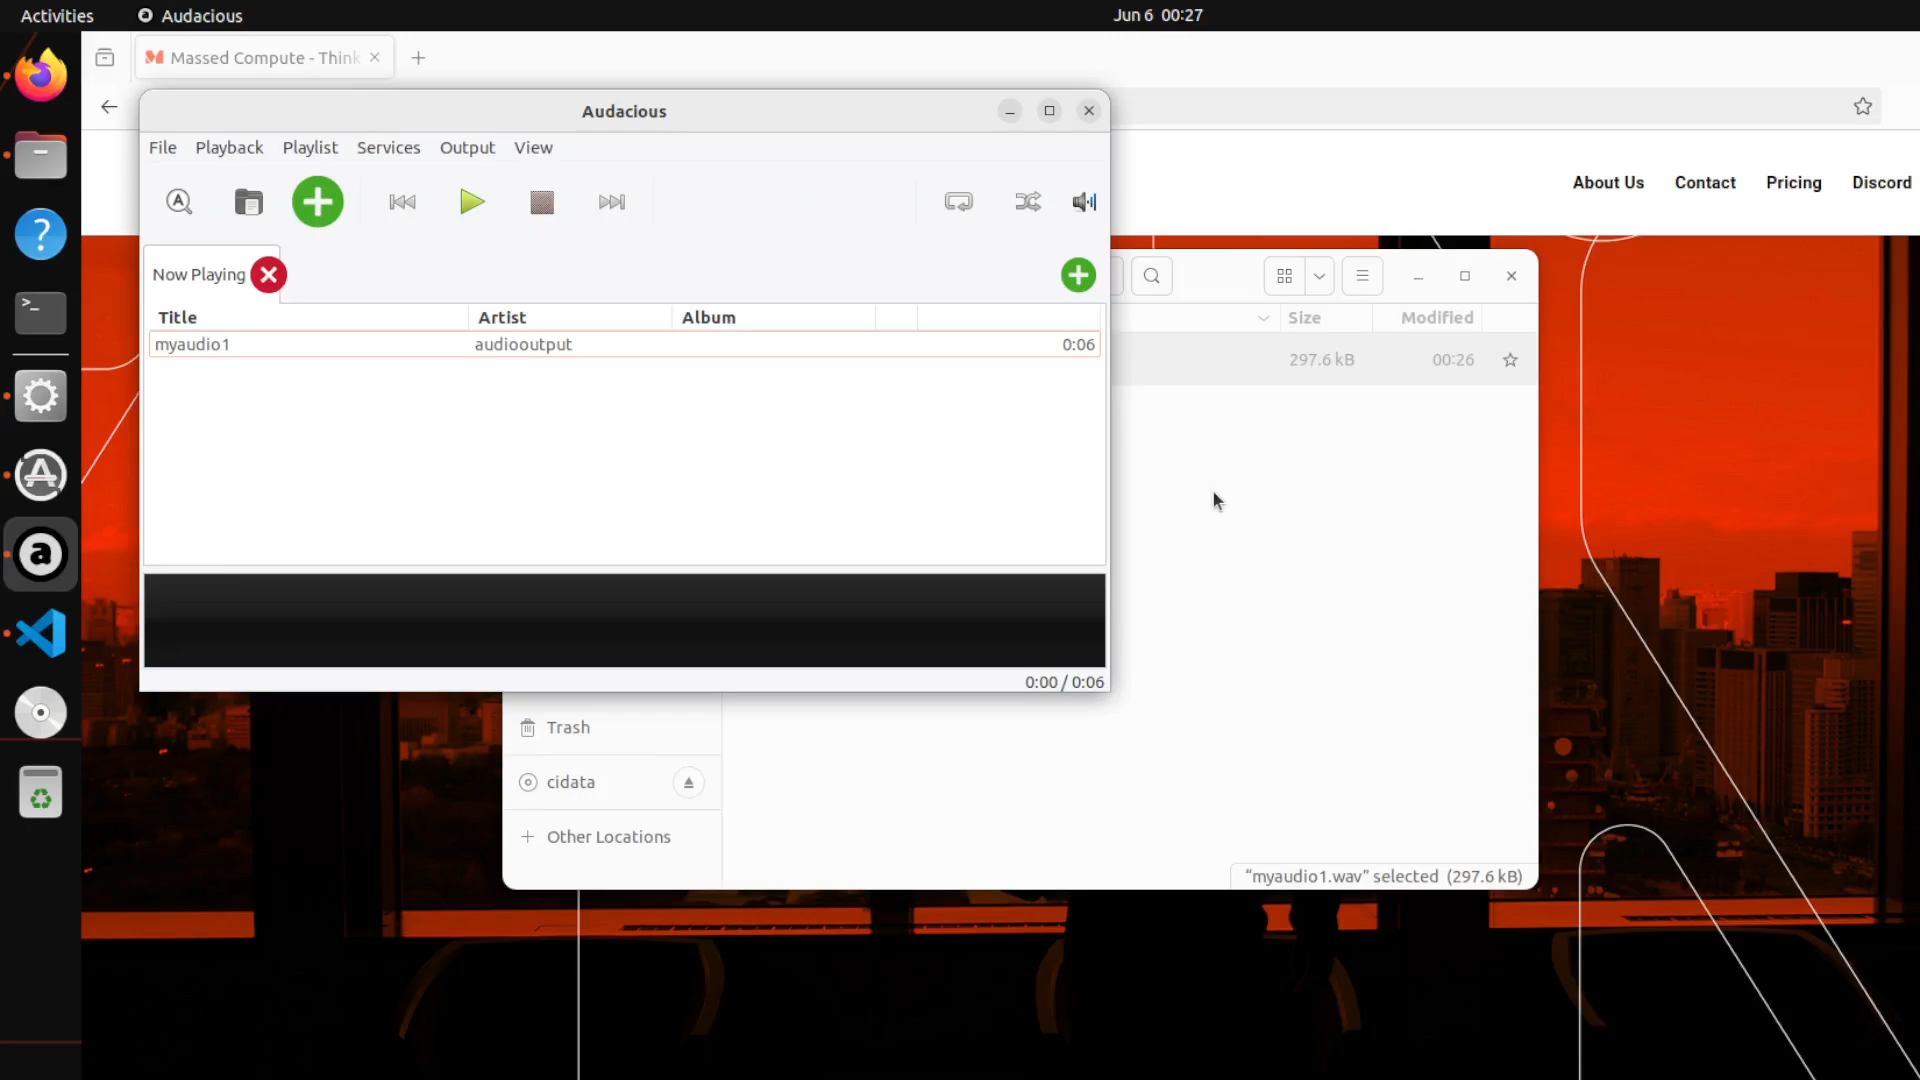 Activities
Audacious
Jun 6 00:27
Massed Compute - Think
Audacious
File
Playback
Playlist
Services
Output
View
About Us
Contact
Pricing
Discord
Now Playing
Title
Artist
Album
Size
Modified
myaudio1
audiooutput
0:06
297.6 kB
00:26
0:00 / 0:06
Trash
cidata
Other Locations
“myaudio1.wav” selected (297.6 kB)